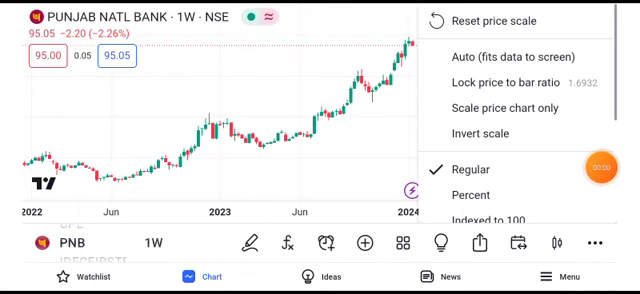 PUNJAB NATL BANK · 1W · NSE
95.05 −2.20 (−2.26%)
95.00 0.05 95.05
Reset price scale
Auto (fits data to screen)
Lock price to bar ratio 1.6932
Scale price chart only
Invert scale
Regular
Percent
Indexed to 100
00:00
2022 Jun 2023 Jun 2024
PNB 1W
Watchlist Chart Ideas News Menu